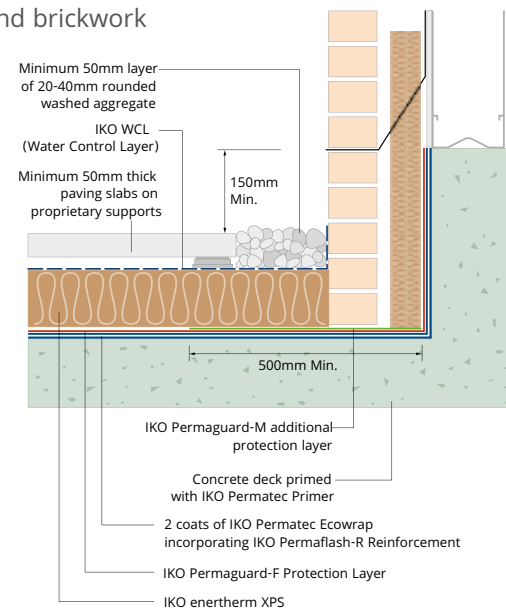 nd brickwork
Minimum 50mm layer
of 20-40mm rounded
washed aggregate
IKO WCL
(Water Control Layer)
Minimum 50mm thick
paving slabs on
proprietary supports
150mm
Min.
500mm Min.
IKO Permaguard-M additional
protection layer
Concrete deck primed
with IKO Permatec Primer
2 coats of IKO Permatec Ecowrap
incorporating IKO Permaflash-R Reinforcement
IKO Permaguard-F Protection Layer
IKO enertherm XPS